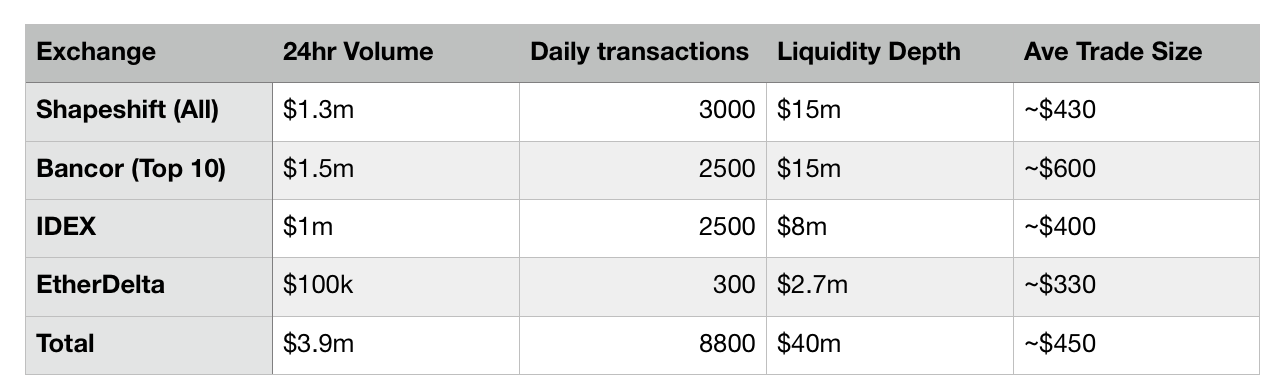 Exchange 24hr Volume Daily transactions Liquidity Depth Ave Trade Size
Shapeshift (All) $1.3m 3000 $15m ~$430
Bancor (Top 10) $1.5m 2500 $15m ~$600
IDEX $1m 2500 $8m ~$400
EtherDelta $100k 300 $2.7m ~$330
Total $3.9m 8800 $40m ~$450